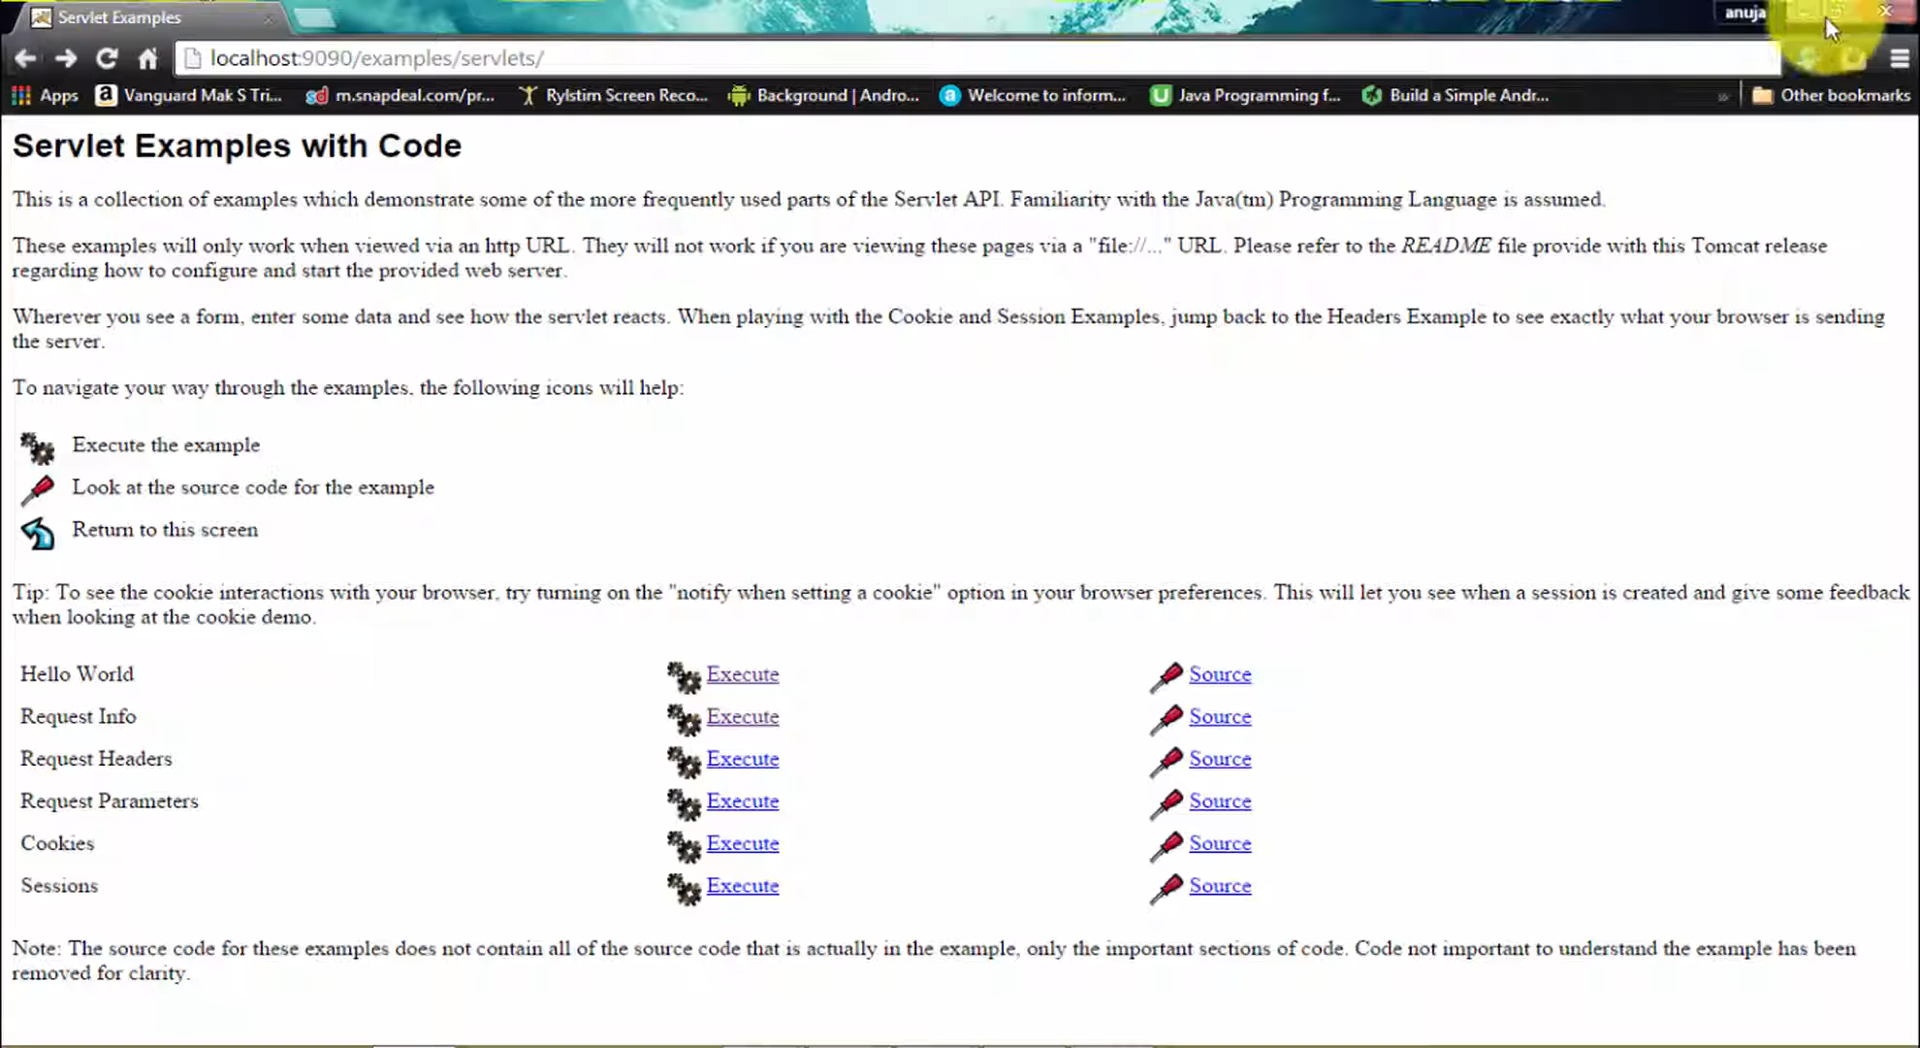 Servlet Examples
anuja
localhost:9090/examples/servlets/
Apps
Vanguard Mak S Tri...
m.snapdeal.com/pr...
Rylstim Screen Reco...
Background | Andro...
Welcome to inform...
Java Programming f...
Build a Simple Andr...
»
Other bookmarks
Servlet Examples with Code
This is a collection of examples which demonstrate some of the more frequently used parts of the Servlet API. Familiarity with the Java(tm) Programming Language is assumed.
These examples will only work when viewed via an http URL. They will not work if you are viewing these pages via a "file://..." URL. Please refer to the README file provide with this Tomcat release
regarding how to configure and start the provided web server.
Wherever you see a form, enter some data and see how the servlet reacts. When playing with the Cookie and Session Examples, jump back to the Headers Example to see exactly what your browser is sending
the server.
To navigate your way through the examples, the following icons will help:
Execute the example
Look at the source code for the example
Return to this screen
Tip: To see the cookie interactions with your browser, try turning on the "notify when setting a cookie" option in your browser preferences. This will let you see when a session is created and give some feedback
when looking at the cookie demo.
Hello World Execute Source
Request Info Execute Source
Request Headers Execute Source
Request Parameters Execute Source
Cookies Execute Source
Sessions Execute Source
Note: The source code for these examples does not contain all of the source code that is actually in the example, only the important sections of code. Code not important to understand the example has been
removed for clarity.